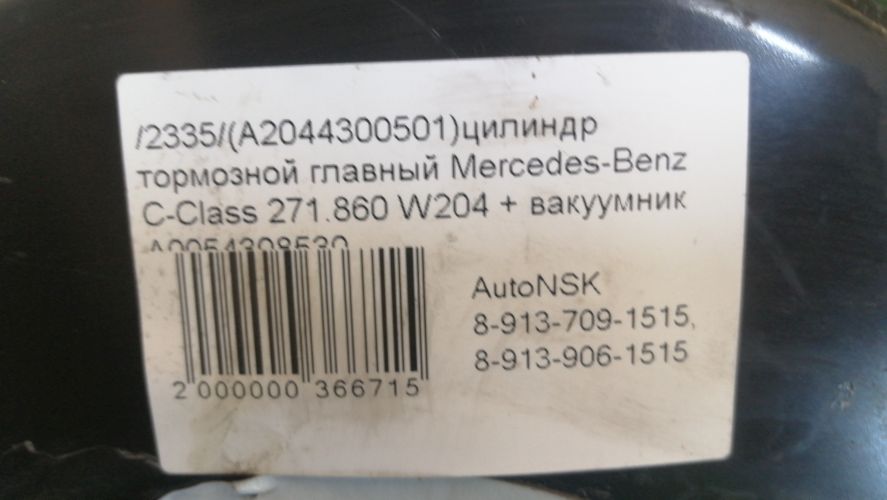 /2335/(A2044300501)цилиндр
тормозной главный Mercedes-Benz
C-Class 271.860 W204 + вакуумник
AutoNSK
8-913-709-1515,
8-913-906-1515
2 000000 366715